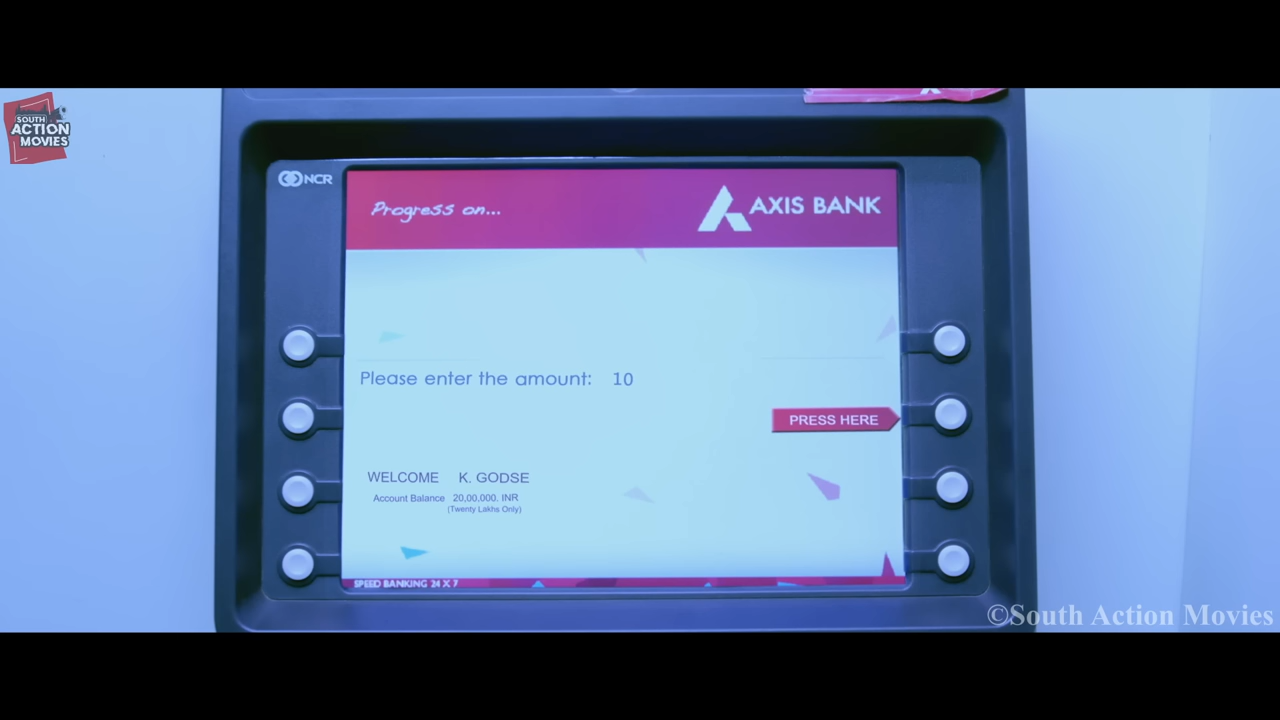 SOUTH
ACTION
MOVIES
NCR
Progress on...
AXIS BANK
Please enter the amount: 10
PRESS HERE
WELCOME K. GODSE
Account Balance 20,00,000. INR
(Twenty Lakhs Only)
SPEED BANKING 24 X 7
©South Action Movies